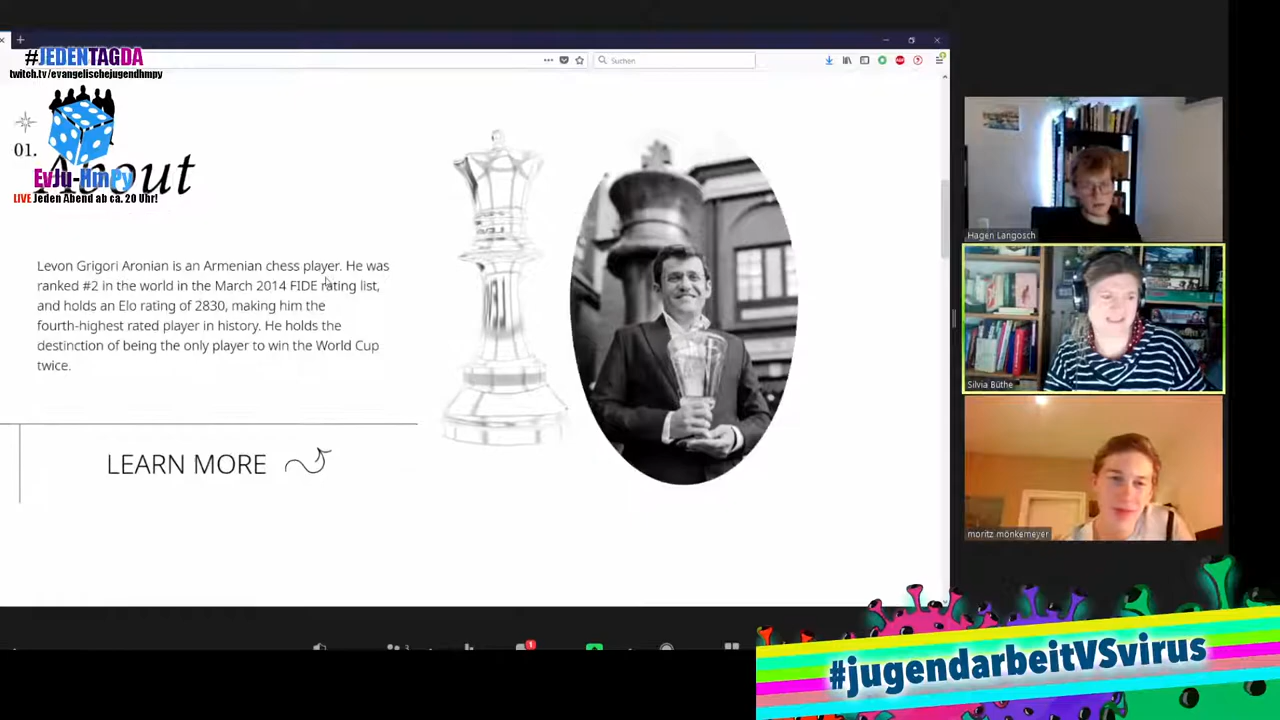 #JEDENTAGDA
twitch.tv/evangelischejugendhmpy
Suchen
01.
About
EvJu-HmPy
LIVE Jeden Abend ab ca. 20 Uhr!
Levon Grigori Aronian is an Armenian chess player. He was
ranked #2 in the world in the March 2014 FIDE rating list,
and holds an Elo rating of 2830, making him the
fourth-highest rated player in history. He holds the
distinction of being the only player to win the World Cup
twice.
LEARN MORE
Hagen Langosch
Silvia Büthe
moritz mönkemeyer
3
1
#jugendarbeitVSvirus